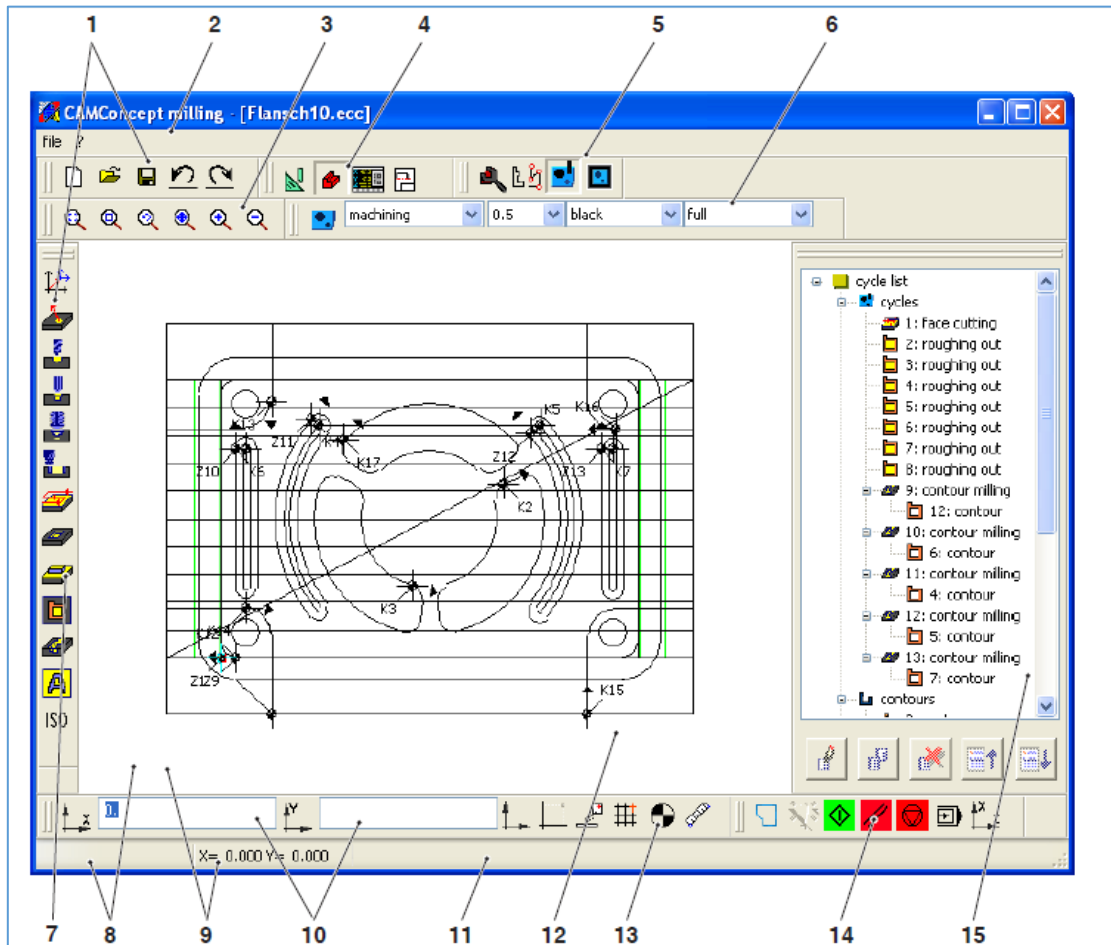 1 2 3 4 5 6
CAMConcept milling - [Flansch10.ecc]
File ?
machining 0.5 black full
cycle list
cycles
1: face cutting
2: roughing out
3: roughing out
4: roughing out
5: roughing out
6: roughing out
7: roughing out
8: roughing out
9: contour milling
12: contour
10: contour milling
6: contour
11: contour milling
4: contour
12: contour milling
5: contour
13: contour milling
7: contour
contours
K16
K5
Z11
K17
Z12
Z10 K6
Z13 K7
K2
K3
Z1Z9
K15
A
ISO
X 0. Y
X
X= 0.000 Y= 0.000
7 8 9 10 11 12 13 14 15